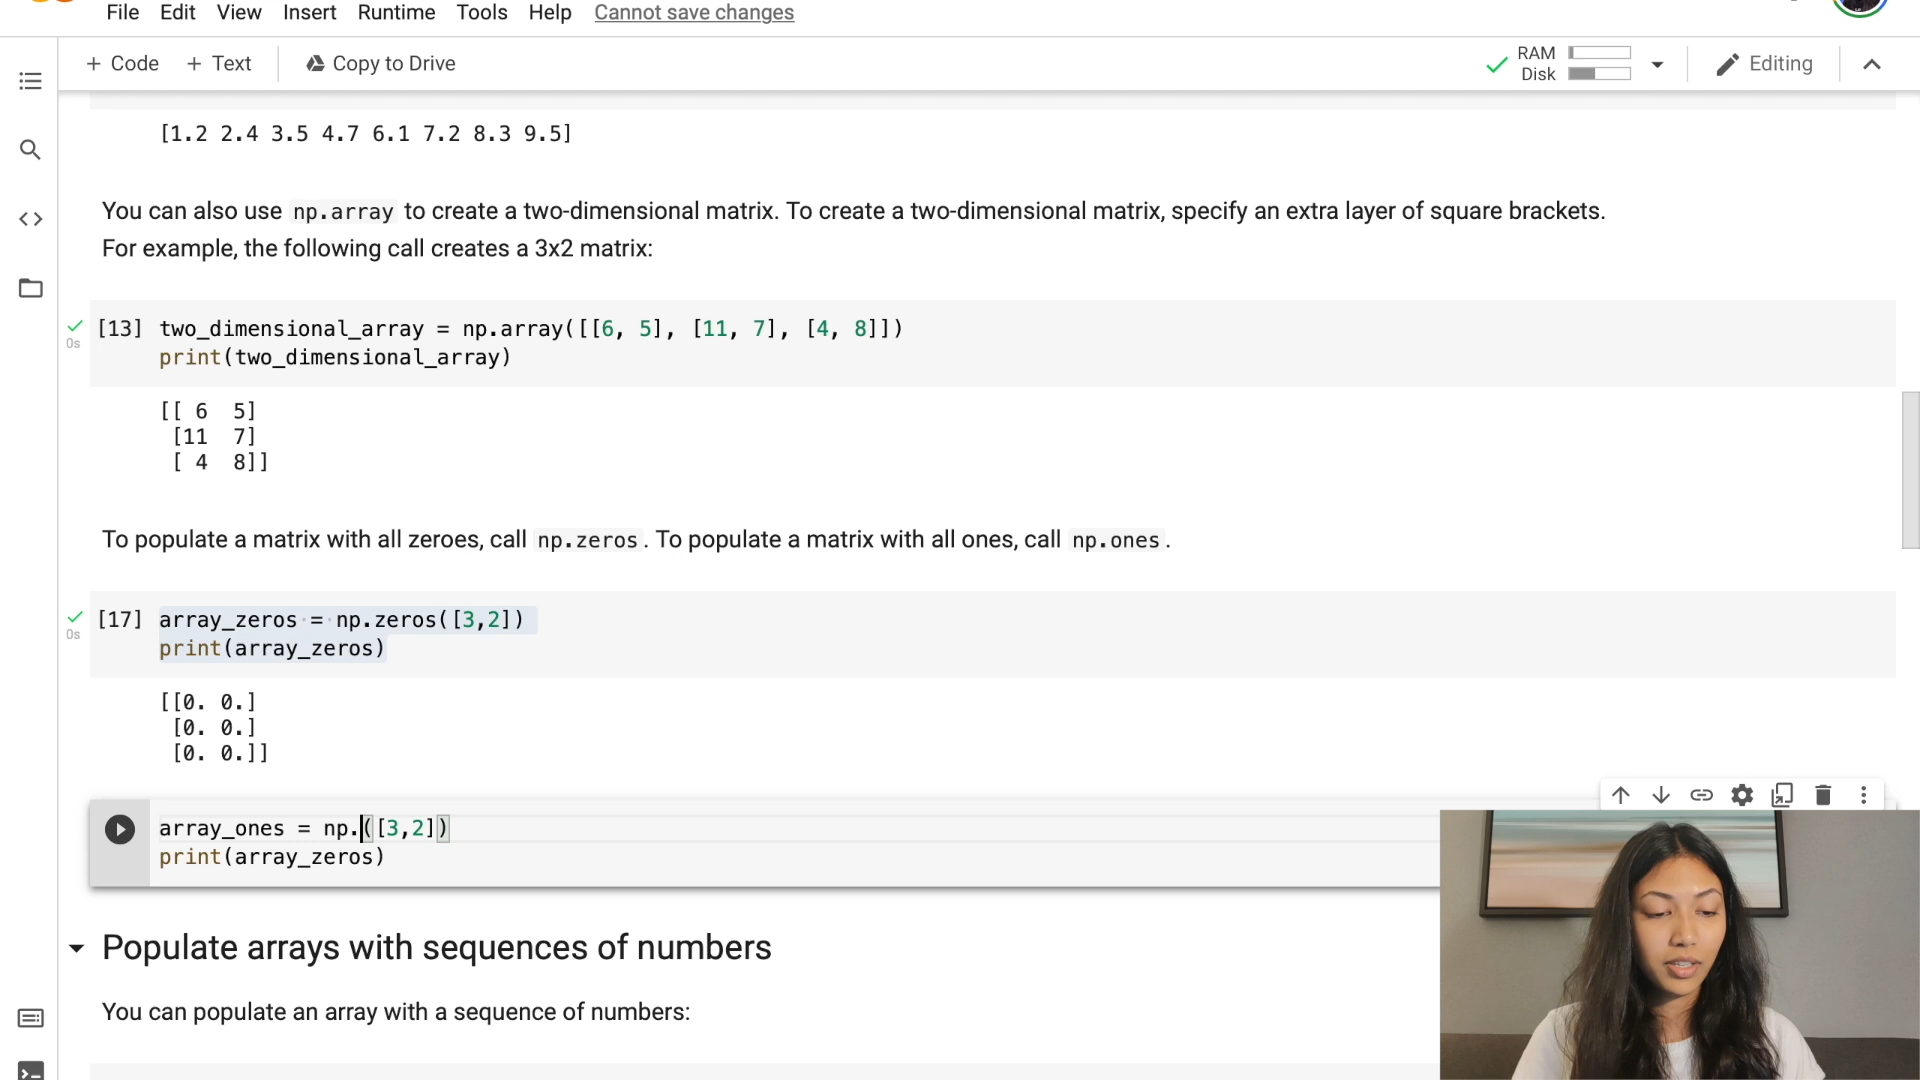 File Edit View Insert Runtime Tools Help Cannot save changes
+ Code + Text Copy to Drive RAM Disk Editing
[1.2 2.4 3.5 4.7 6.1 7.2 8.3 9.5]
You can also use np.array to create a two-dimensional matrix. To create a two-dimensional matrix, specify an extra layer of square brackets.
For example, the following call creates a 3x2 matrix:
[13] two_dimensional_array = np.array([[6, 5], [11, 7], [4, 8]])
0s print(two_dimensional_array)
[[ 6  5]
[11  7]
[ 4  8]]
To populate a matrix with all zeroes, call np.zeros. To populate a matrix with all ones, call np.ones.
[17] array_zeros = np.zeros([3,2])
0s print(array_zeros)
[[0. 0.]
[0. 0.]
[0. 0.]]
array_ones = np.([3,2])
print(array_zeros)
Populate arrays with sequences of numbers
You can populate an array with a sequence of numbers: